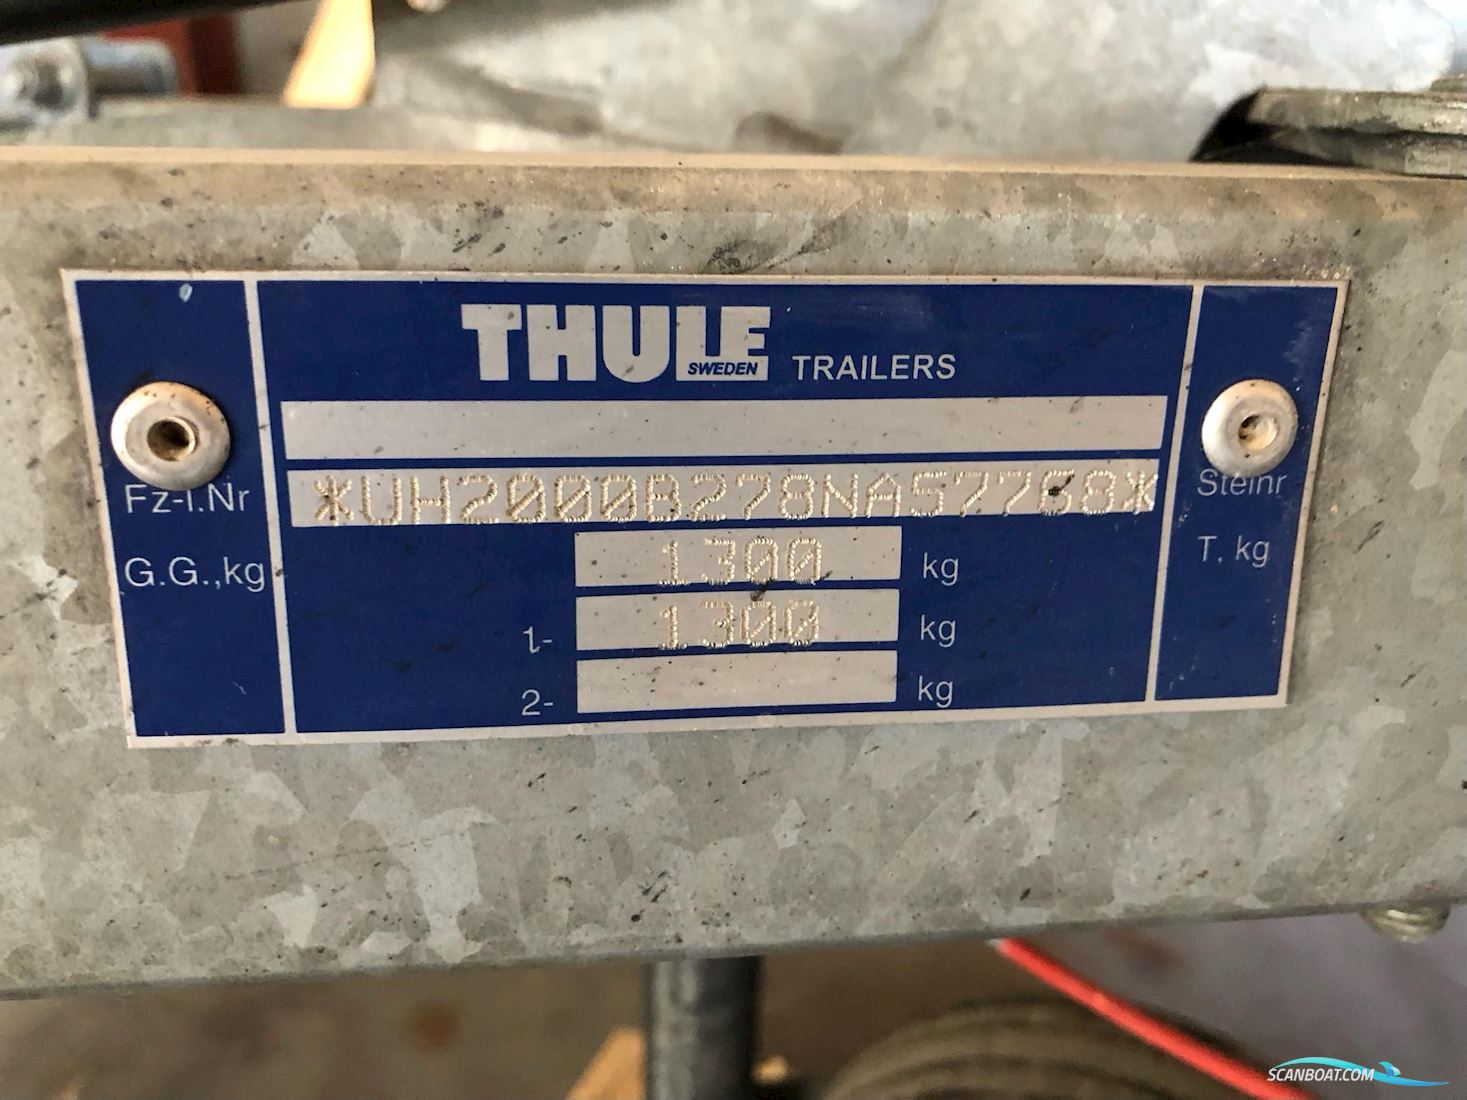 THULE
SWEDEN TRAILERS
Fz-i.Nr *UH2000B278NA57768* Steinr
G.G.,kg 1300 kg T. kg
1- 1300 kg
2- kg
SCANBOAT.COM